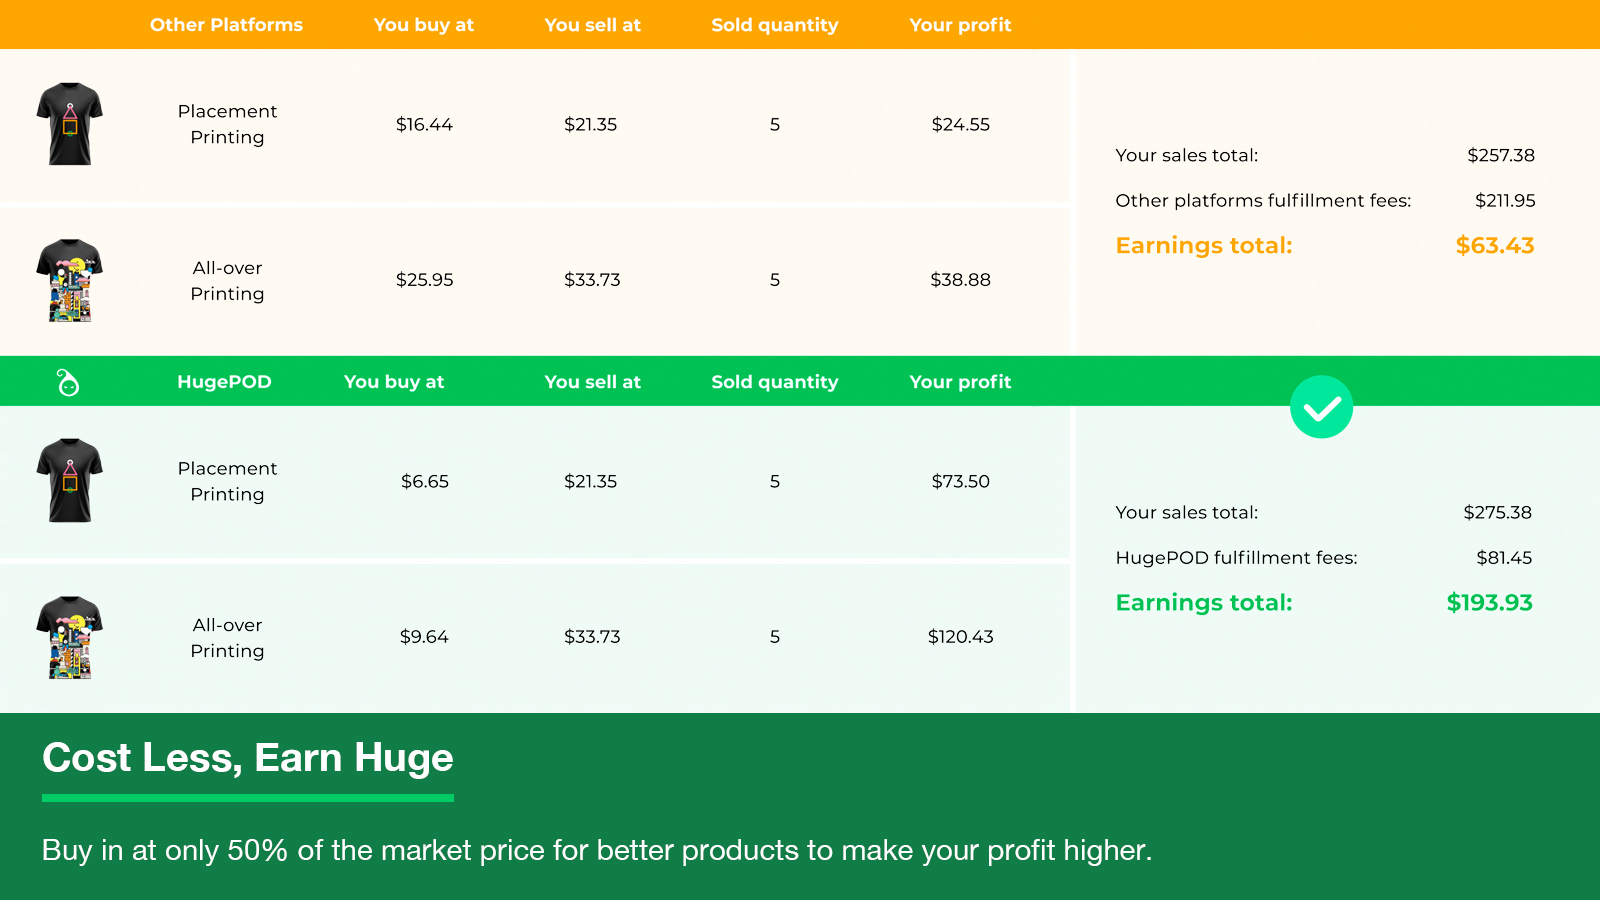 Other Platforms You buy at You sell at Sold quantity Your profit
Placement
Printing
$16.44 $21.35 5 $24.55
All-over
Printing
$25.95 $33.73 5 $38.88
Your sales total: $257.38
Other platforms fulfillment fees: $211.95
Earnings total: $63.43
HugePOD You buy at You sell at Sold quantity Your profit
Placement
Printing
$6.65 $21.35 5 $73.50
All-over
Printing
$9.64 $33.73 5 $120.43
Your sales total: $275.38
HugePOD fulfillment fees: $81.45
Earnings total: $193.93
Cost Less, Earn Huge
Buy in at only 50% of the market price for better products to make your profit higher.